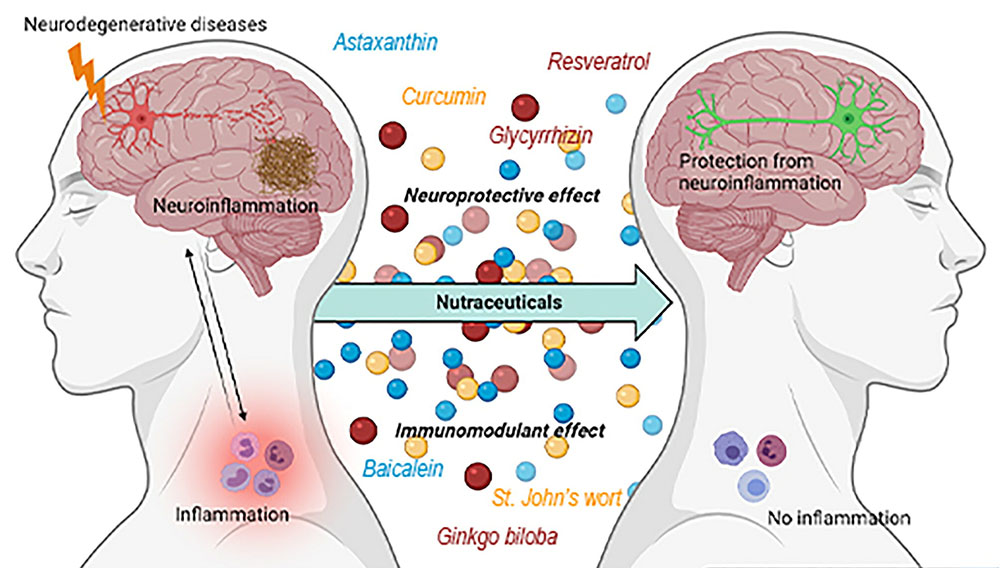 Neurodegenerative diseases
Neuroinflammation
Inflammation
Astaxanthin
Resveratrol
Curcumin
Glycyrrhizin
Neuroprotective effect
Nutraceuticals
Immunomodulant effect
Baicalein
St. John's wort
Ginkgo biloba
Protection from
neuroinflammation
No inflammation